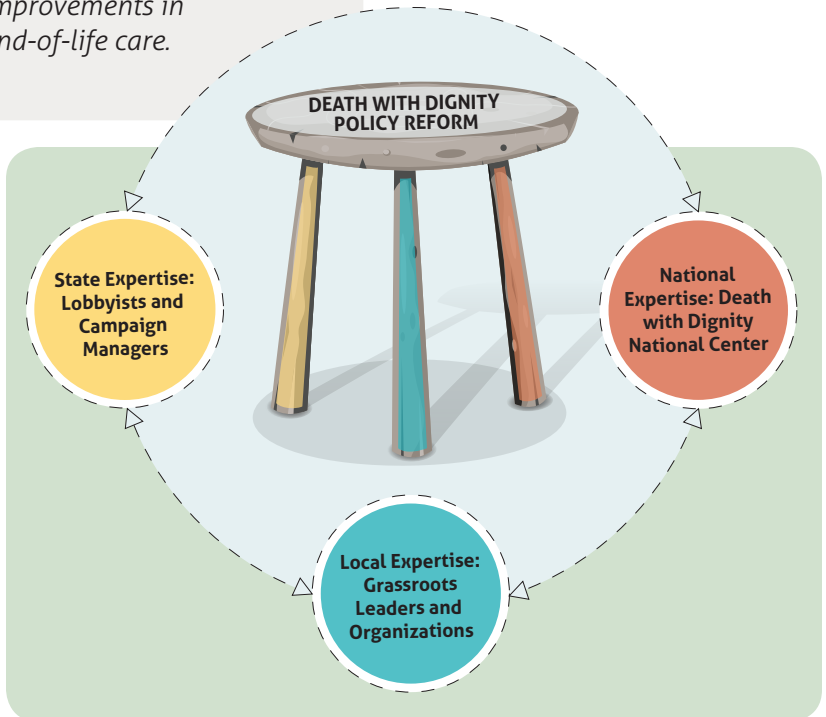 improvements in
end-of-life care.
DEATH WITH DIGNITY
POLICY REFORM
State Expertise:
Lobbyists and
Campaign
Managers
National
Expertise: Death
with Dignity
National Center
Local Expertise:
Grassroots
Leaders and
Organizations